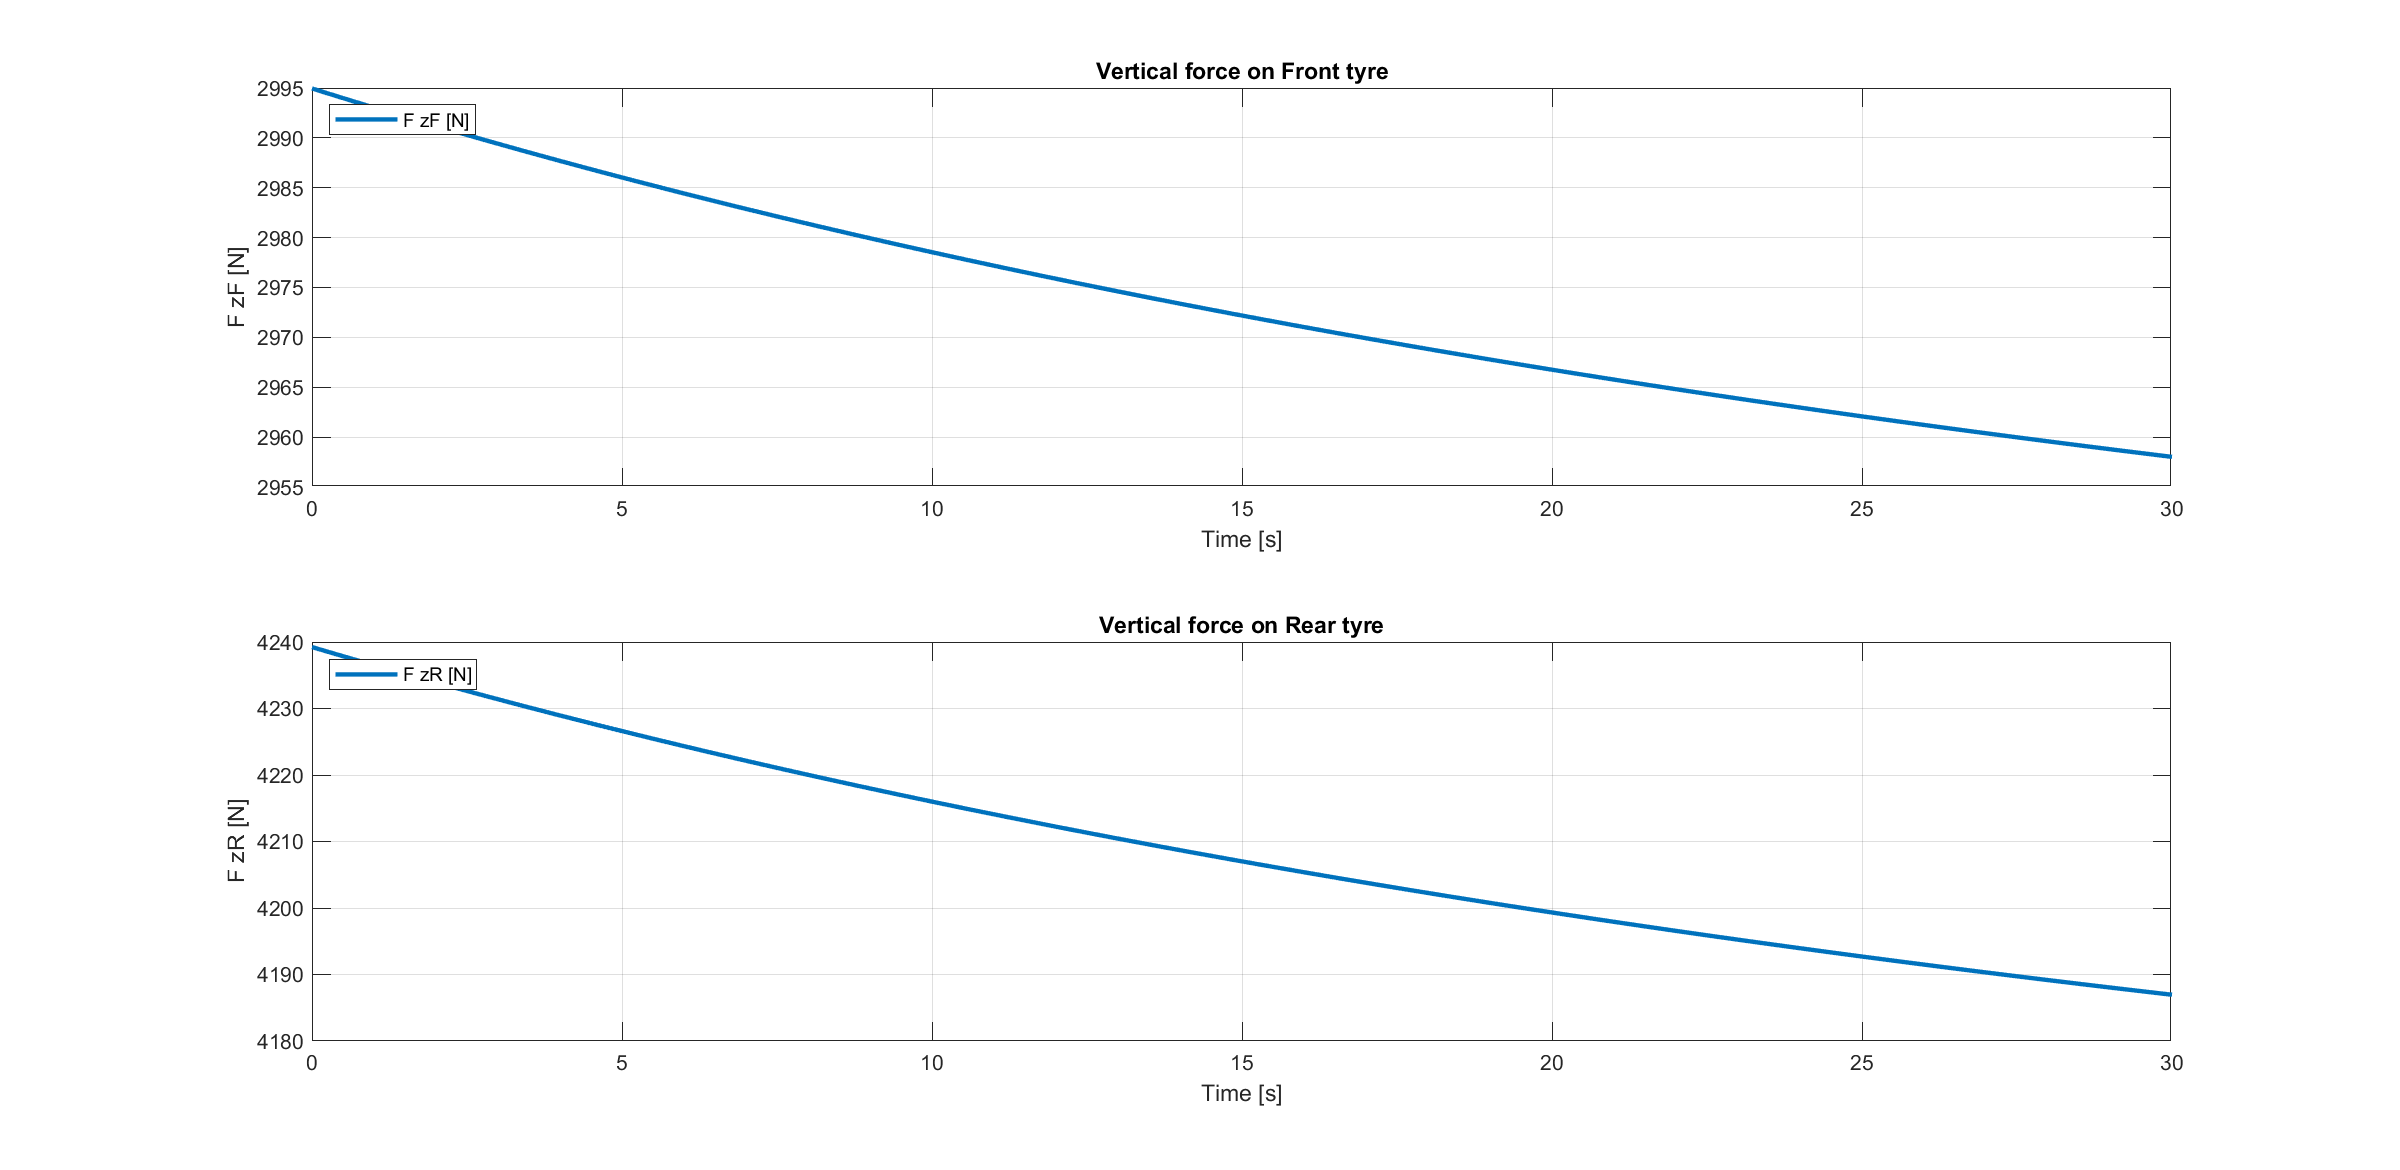 Vertical force on Front tyre
2995
2990
2985
2980
2975
2970
2965
2960
2955
F zF [N]
F zF [N]
0 5 10 15 20 25 30
Time [s]
Vertical force on Rear tyre
4240
4230
4220
4210
4200
4190
4180
F zR [N]
F zR [N]
0 5 10 15 20 25 30
Time [s]